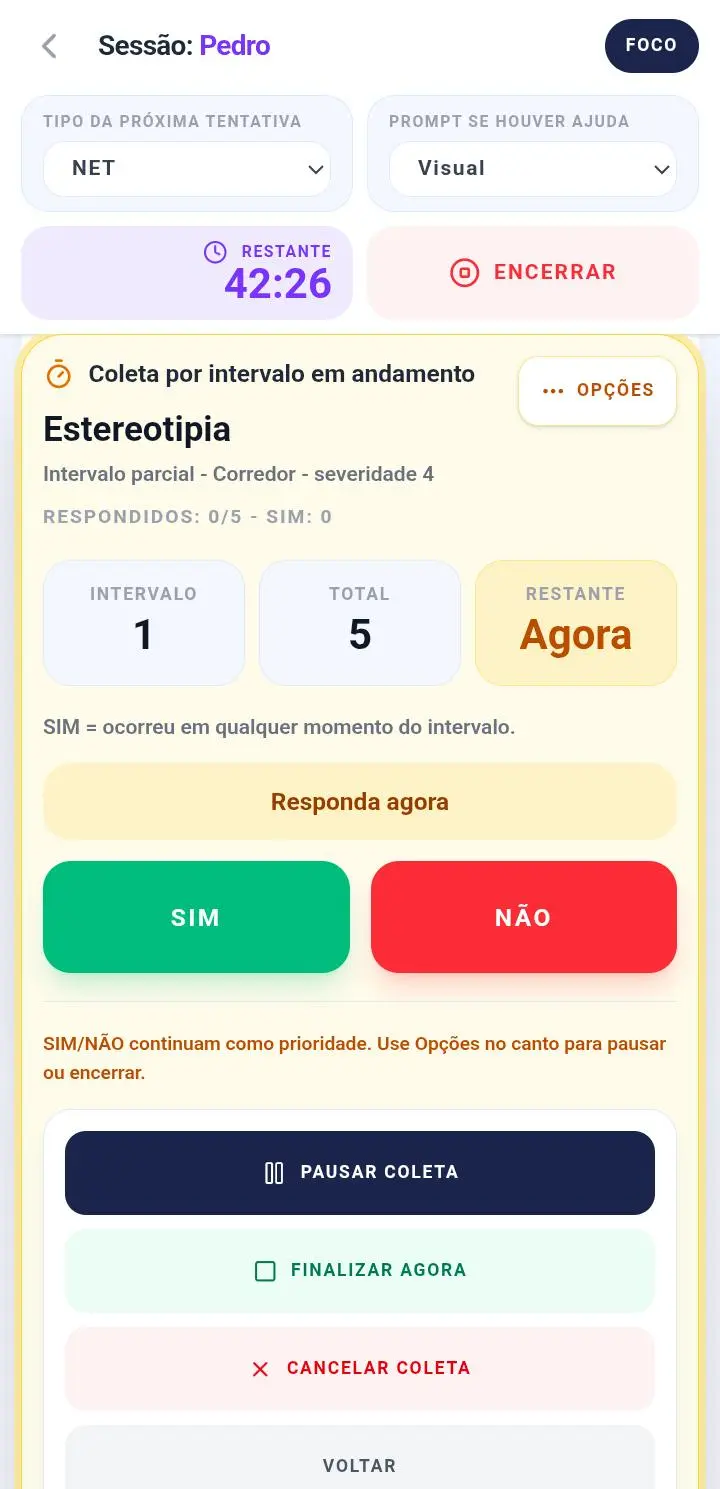 Sessão: Pedro
FOCO
TIPO DA PRÓXIMA TENTATIVA
NET
PROMPT SE HOUVER AJUDA
Visual
RESTANTE
42:26
ENCERRAR
Coleta por intervalo em andamento
OPÇÕES
Estereotipia
Intervalo parcial - Corredor - severidade 4
RESPONDIDOS: 0/5 - SIM: 0
INTERVALO
1
TOTAL
5
RESTANTE
Agora
SIM = ocorreu em qualquer momento do intervalo.
Responda agora
SIM
NÃO
SIM/NÃO continuam como prioridade. Use Opções no canto para pausar
ou encerrar.
PAUSAR COLETA
FINALIZAR AGORA
CANCELAR COLETA
VOLTAR